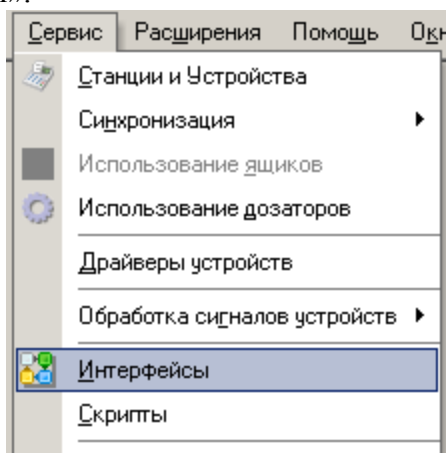 Сервис Расширения Помощь Окн
Станции и Устройства
Синхронизация
Использование ящиков
Использование дозаторов
Драйверы устройств
Обработка сигналов устройств
Интерфейсы
Скрипты